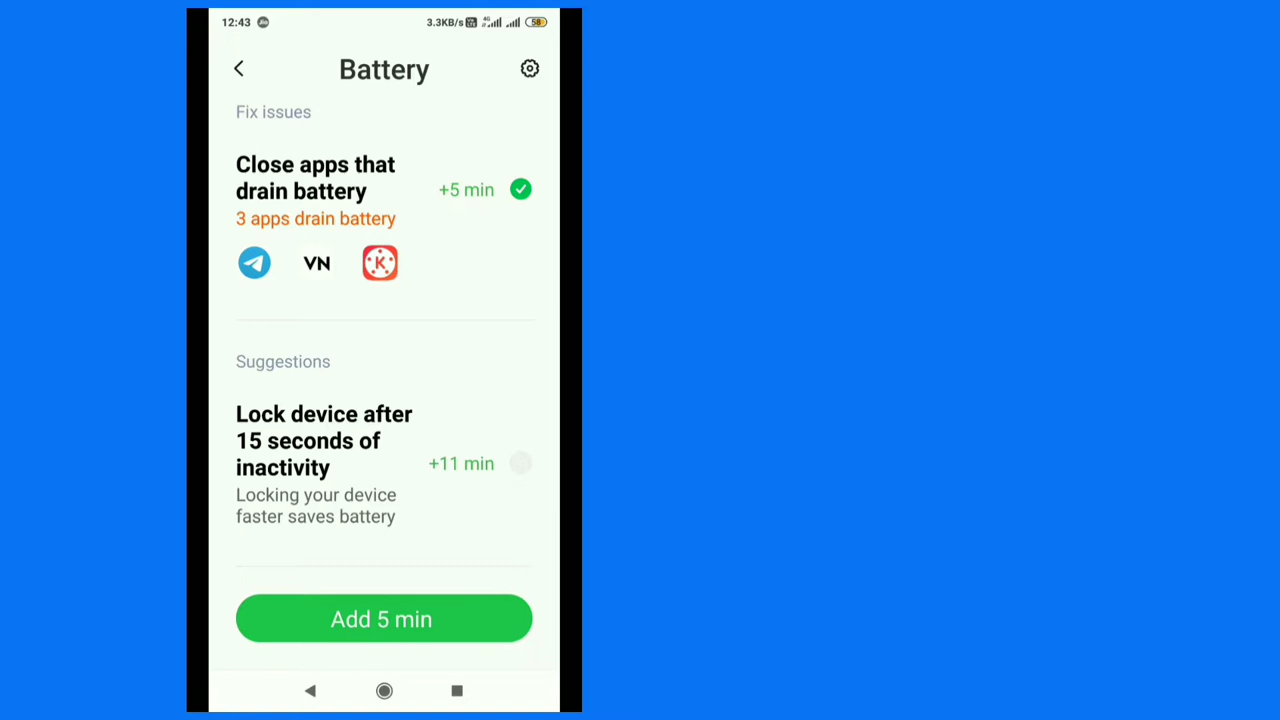 12:43 Jio 3.3KB/s 4G 58
Battery
Fix issues
Close apps that
drain battery
+5 min
3 apps drain battery
VN K
Suggestions
Lock device after
15 seconds of
inactivity
+11 min
Locking your device
faster saves battery
Add 5 min